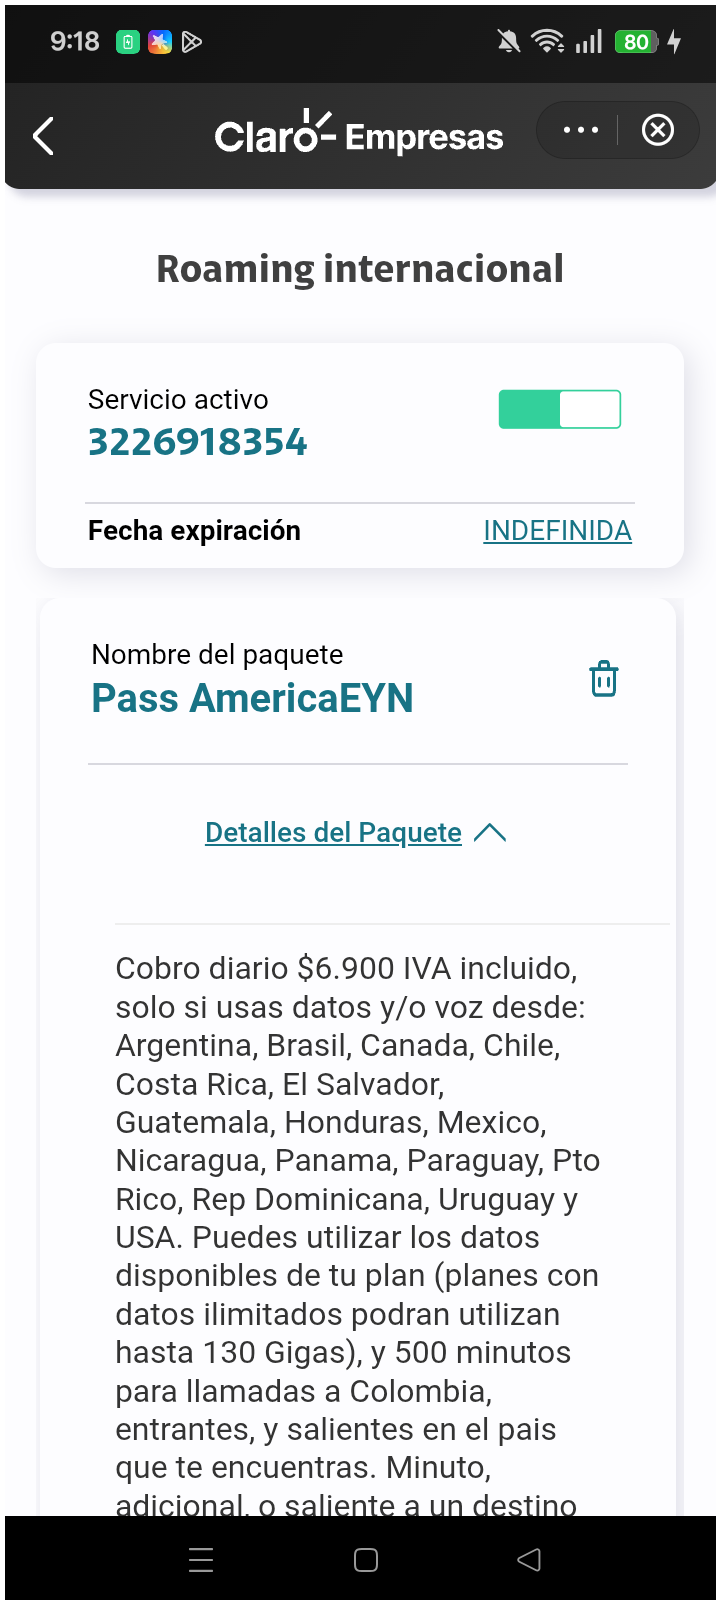 9:18
80
Claro Empresas
Roaming internacional
Servicio activo
3226918354
Fecha expiración INDEFINIDA
Nombre del paquete
Pass AmericaEYN
Detalles del Paquete
Cobro diario $6.900 IVA incluido,
solo si usas datos y/o voz desde:
Argentina, Brasil, Canada, Chile,
Costa Rica, El Salvador,
Guatemala, Honduras, Mexico,
Nicaragua, Panama, Paraguay, Pto
Rico, Rep Dominicana, Uruguay y
USA. Puedes utilizar los datos
disponibles de tu plan (planes con
datos ilimitados podran utilizan
hasta 130 Gigas), y 500 minutos
para llamadas a Colombia,
entrantes, y salientes en el pais
que te encuentras. Minuto,
adicional, o saliente a un destino